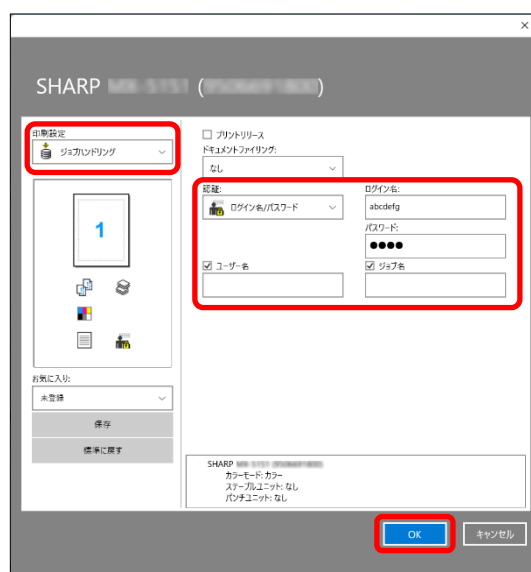 ×
SHARP ( )
印刷設定
ジョブハンドリング
1
お気に入り:
未登録
保存
標準に戻す
プリントリリース
ドキュメントファイリング:
なし
認証:
ログイン名/パスワード
ログイン名:
abcdefg
パスワード:
●●●●
ユーザー名
ジョブ名
SHARP
カラーモード: カラー
ステープルユニット: なし
パンチユニット: なし
OK
キャンセル